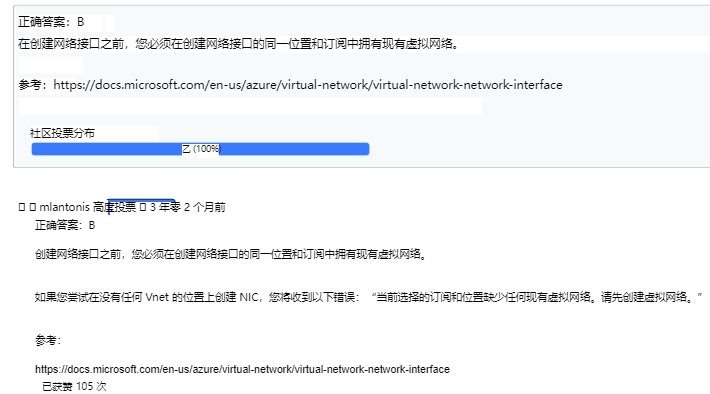 正确答案：B
在创建网络接口之前，您必须在创建网络接口的同一位置和订阅中拥有现有虚拟网络。
参考：https://docs.microsoft.com/en-us/azure/virtual-network/virtual-network-network-interface
社区投票分布
乙 (100%)
mlantonis 高度投票 3 年零 2 个月前
正确答案：B
创建网络接口之前，您必须在创建网络接口的同一位置和订阅中拥有现有虚拟网络。
如果您尝试在没有任何 Vnet 的位置上创建 NIC，您将收到以下错误：“当前选择的订阅和位置缺少任何现有虚拟网络。请先创建虚拟网络。”
参考：
https://docs.microsoft.com/en-us/azure/virtual-network/virtual-network-network-interface
已获赞 105 次